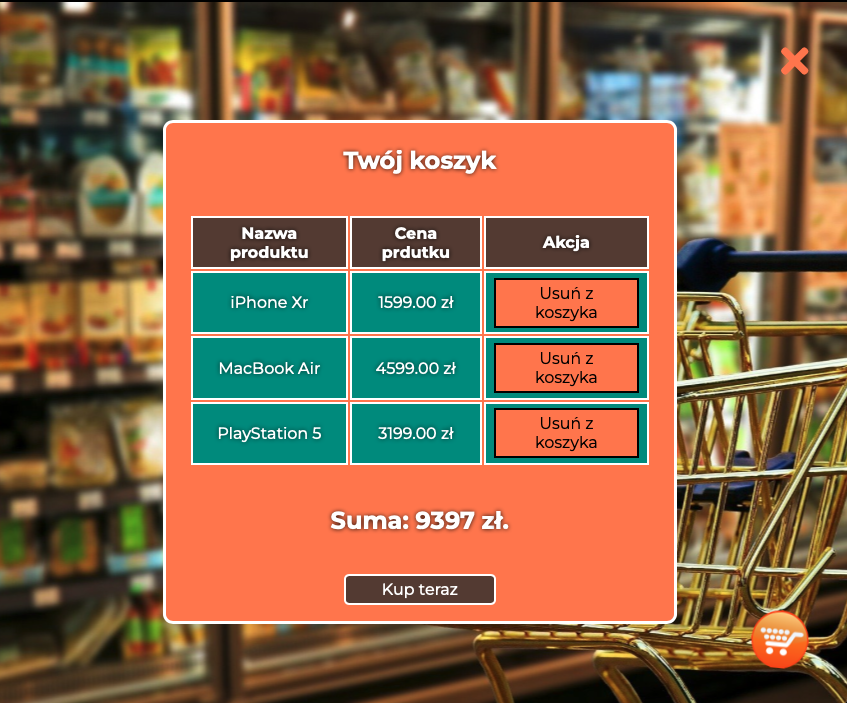 Twój koszyk
Nazwa
produktu
Cena
prdutku
Akcja
iPhone Xr
1599.00 zł
Usuń z
koszyka
MacBook Air
4599.00 zł
Usuń z
koszyka
PlayStation 5
3199.00 zł
Usuń z
koszyka
Suma: 9397 zł.
Kup teraz